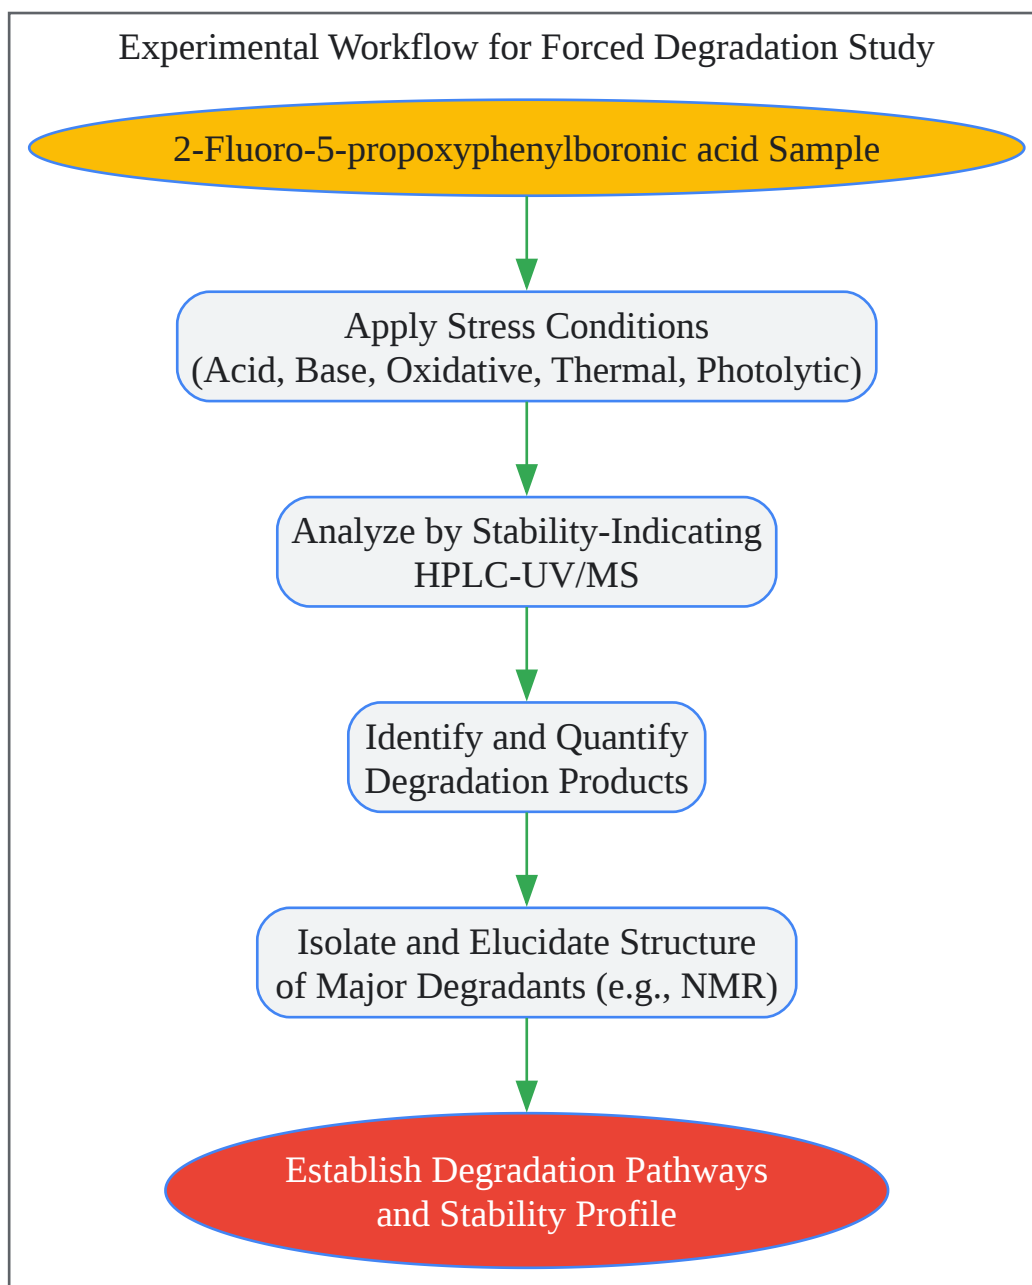 Experimental Workflow for Forced Degradation Study
2-Fluoro-5-propoxyphenylboronic acid Sample
Apply Stress Conditions
(Acid, Base, Oxidative, Thermal, Photolytic)
Analyze by Stability-Indicating
HPLC-UV/MS
Identify and Quantify
Degradation Products
Isolate and Elucidate Structure
of Major Degradants (e.g., NMR)
Establish Degradation Pathways
and Stability Profile